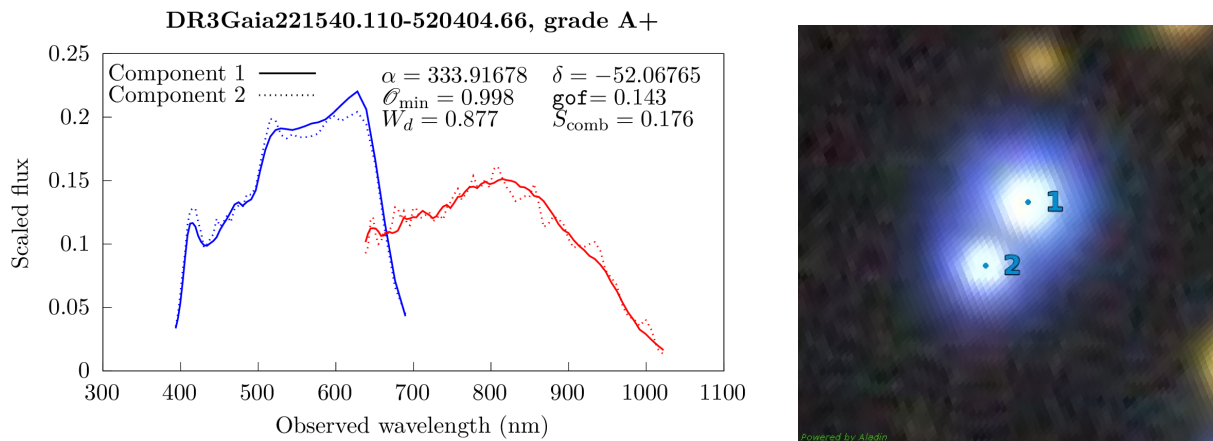 DR3Gaia221540.110-520404.66, grade A+
Component 1
Component 2
α = 333.91678 δ = −52.06765
𝒪min = 0.998 gof= 0.143
Wd = 0.877 Scomb = 0.176
Scaled flux
0.25
0.2
0.15
0.1
0.05
0
300 400 500 600 700 800 900 1000 1100
Observed wavelength (nm)
1
2
Powered by Aladin